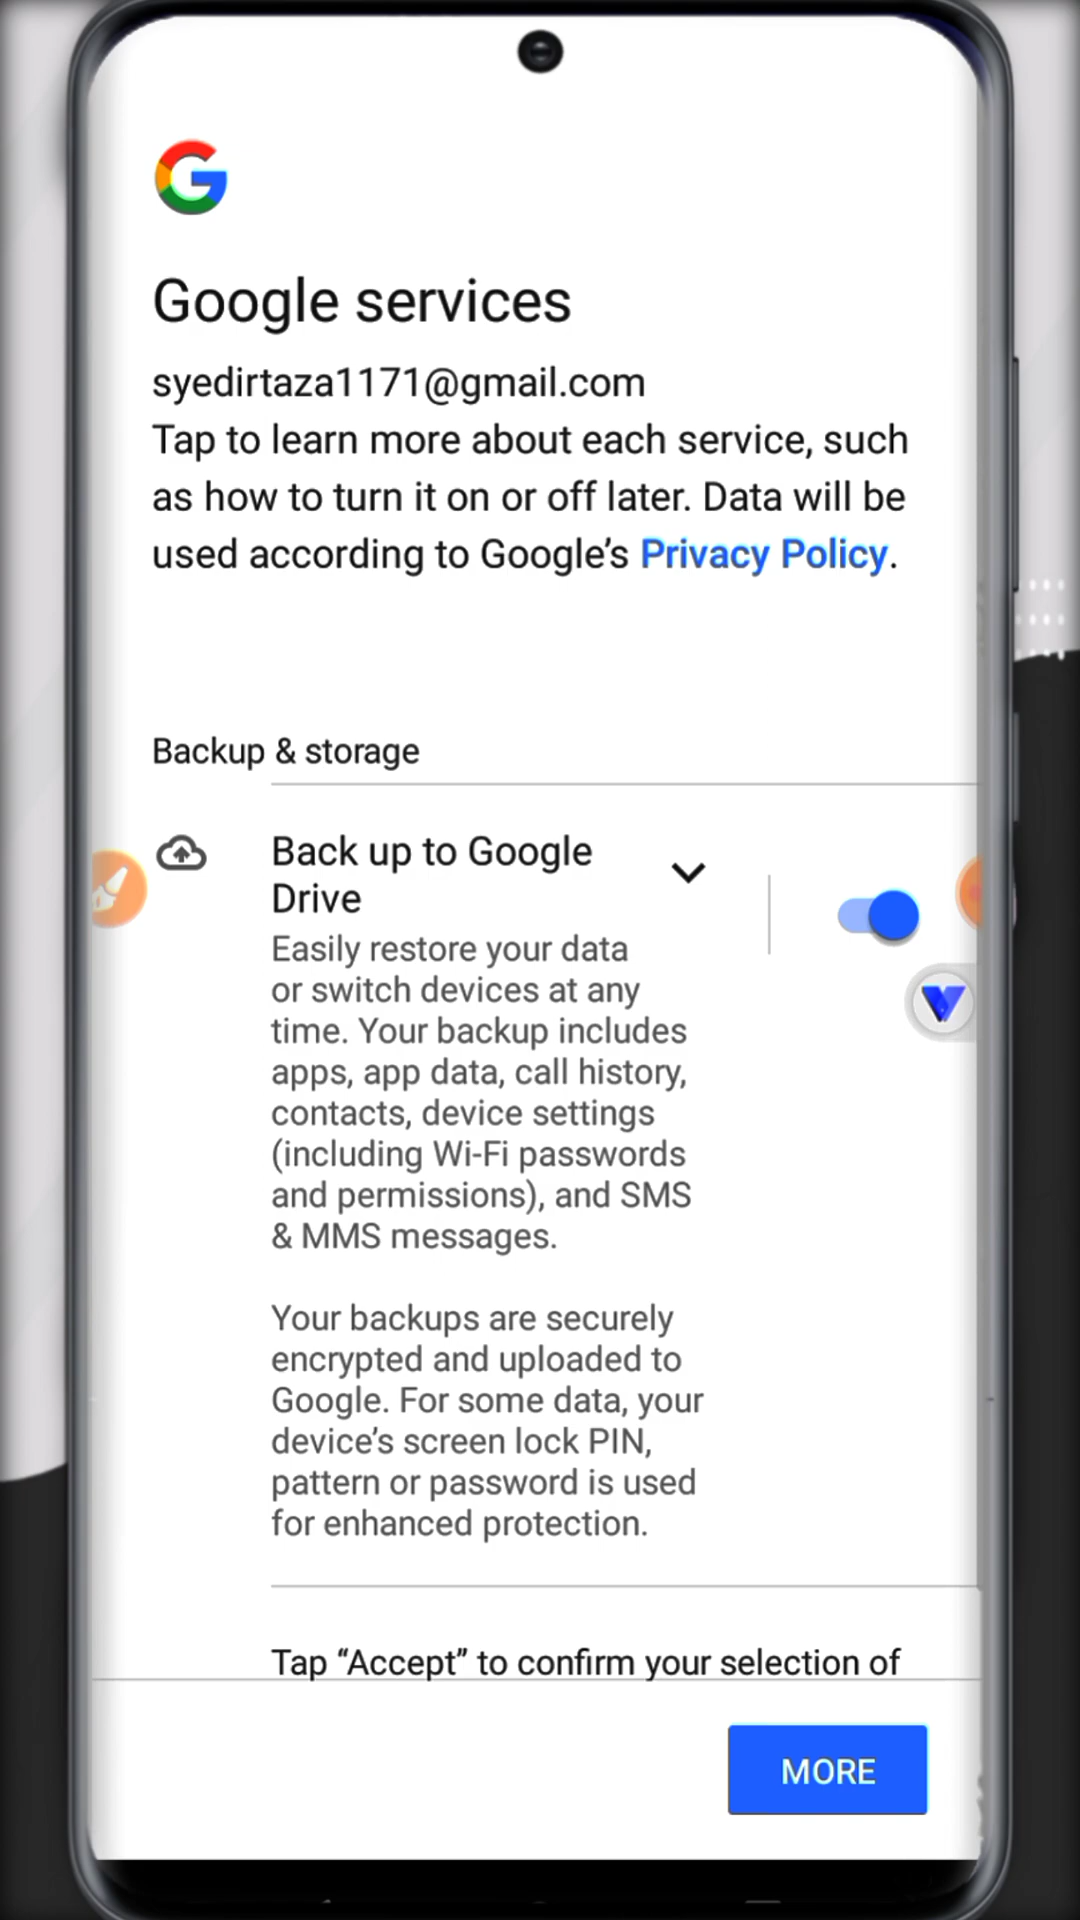 Google services
syedirtaza1171@gmail.com
Tap to learn more about each service, such
as how to turn it on or off later. Data will be
used according to Google’s Privacy Policy.
Backup & storage
Back up to Google
Drive
Easily restore your data
or switch devices at any
time. Your backup includes
apps, app data, call history,
contacts, device settings
(including Wi-Fi passwords
and permissions), and SMS
& MMS messages.
Your backups are securely
encrypted and uploaded to
Google. For some data, your
device’s screen lock PIN,
pattern or password is used
for enhanced protection.
Tap “Accept” to confirm your selection of
MORE